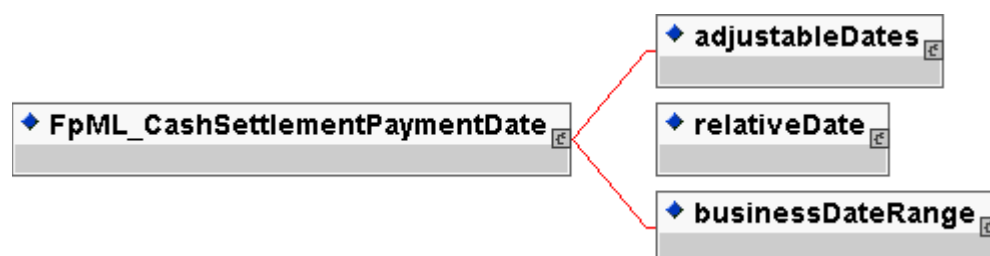 adjustableDates
FpML_CashSettlementPaymentDate
relativeDate
businessDateRange